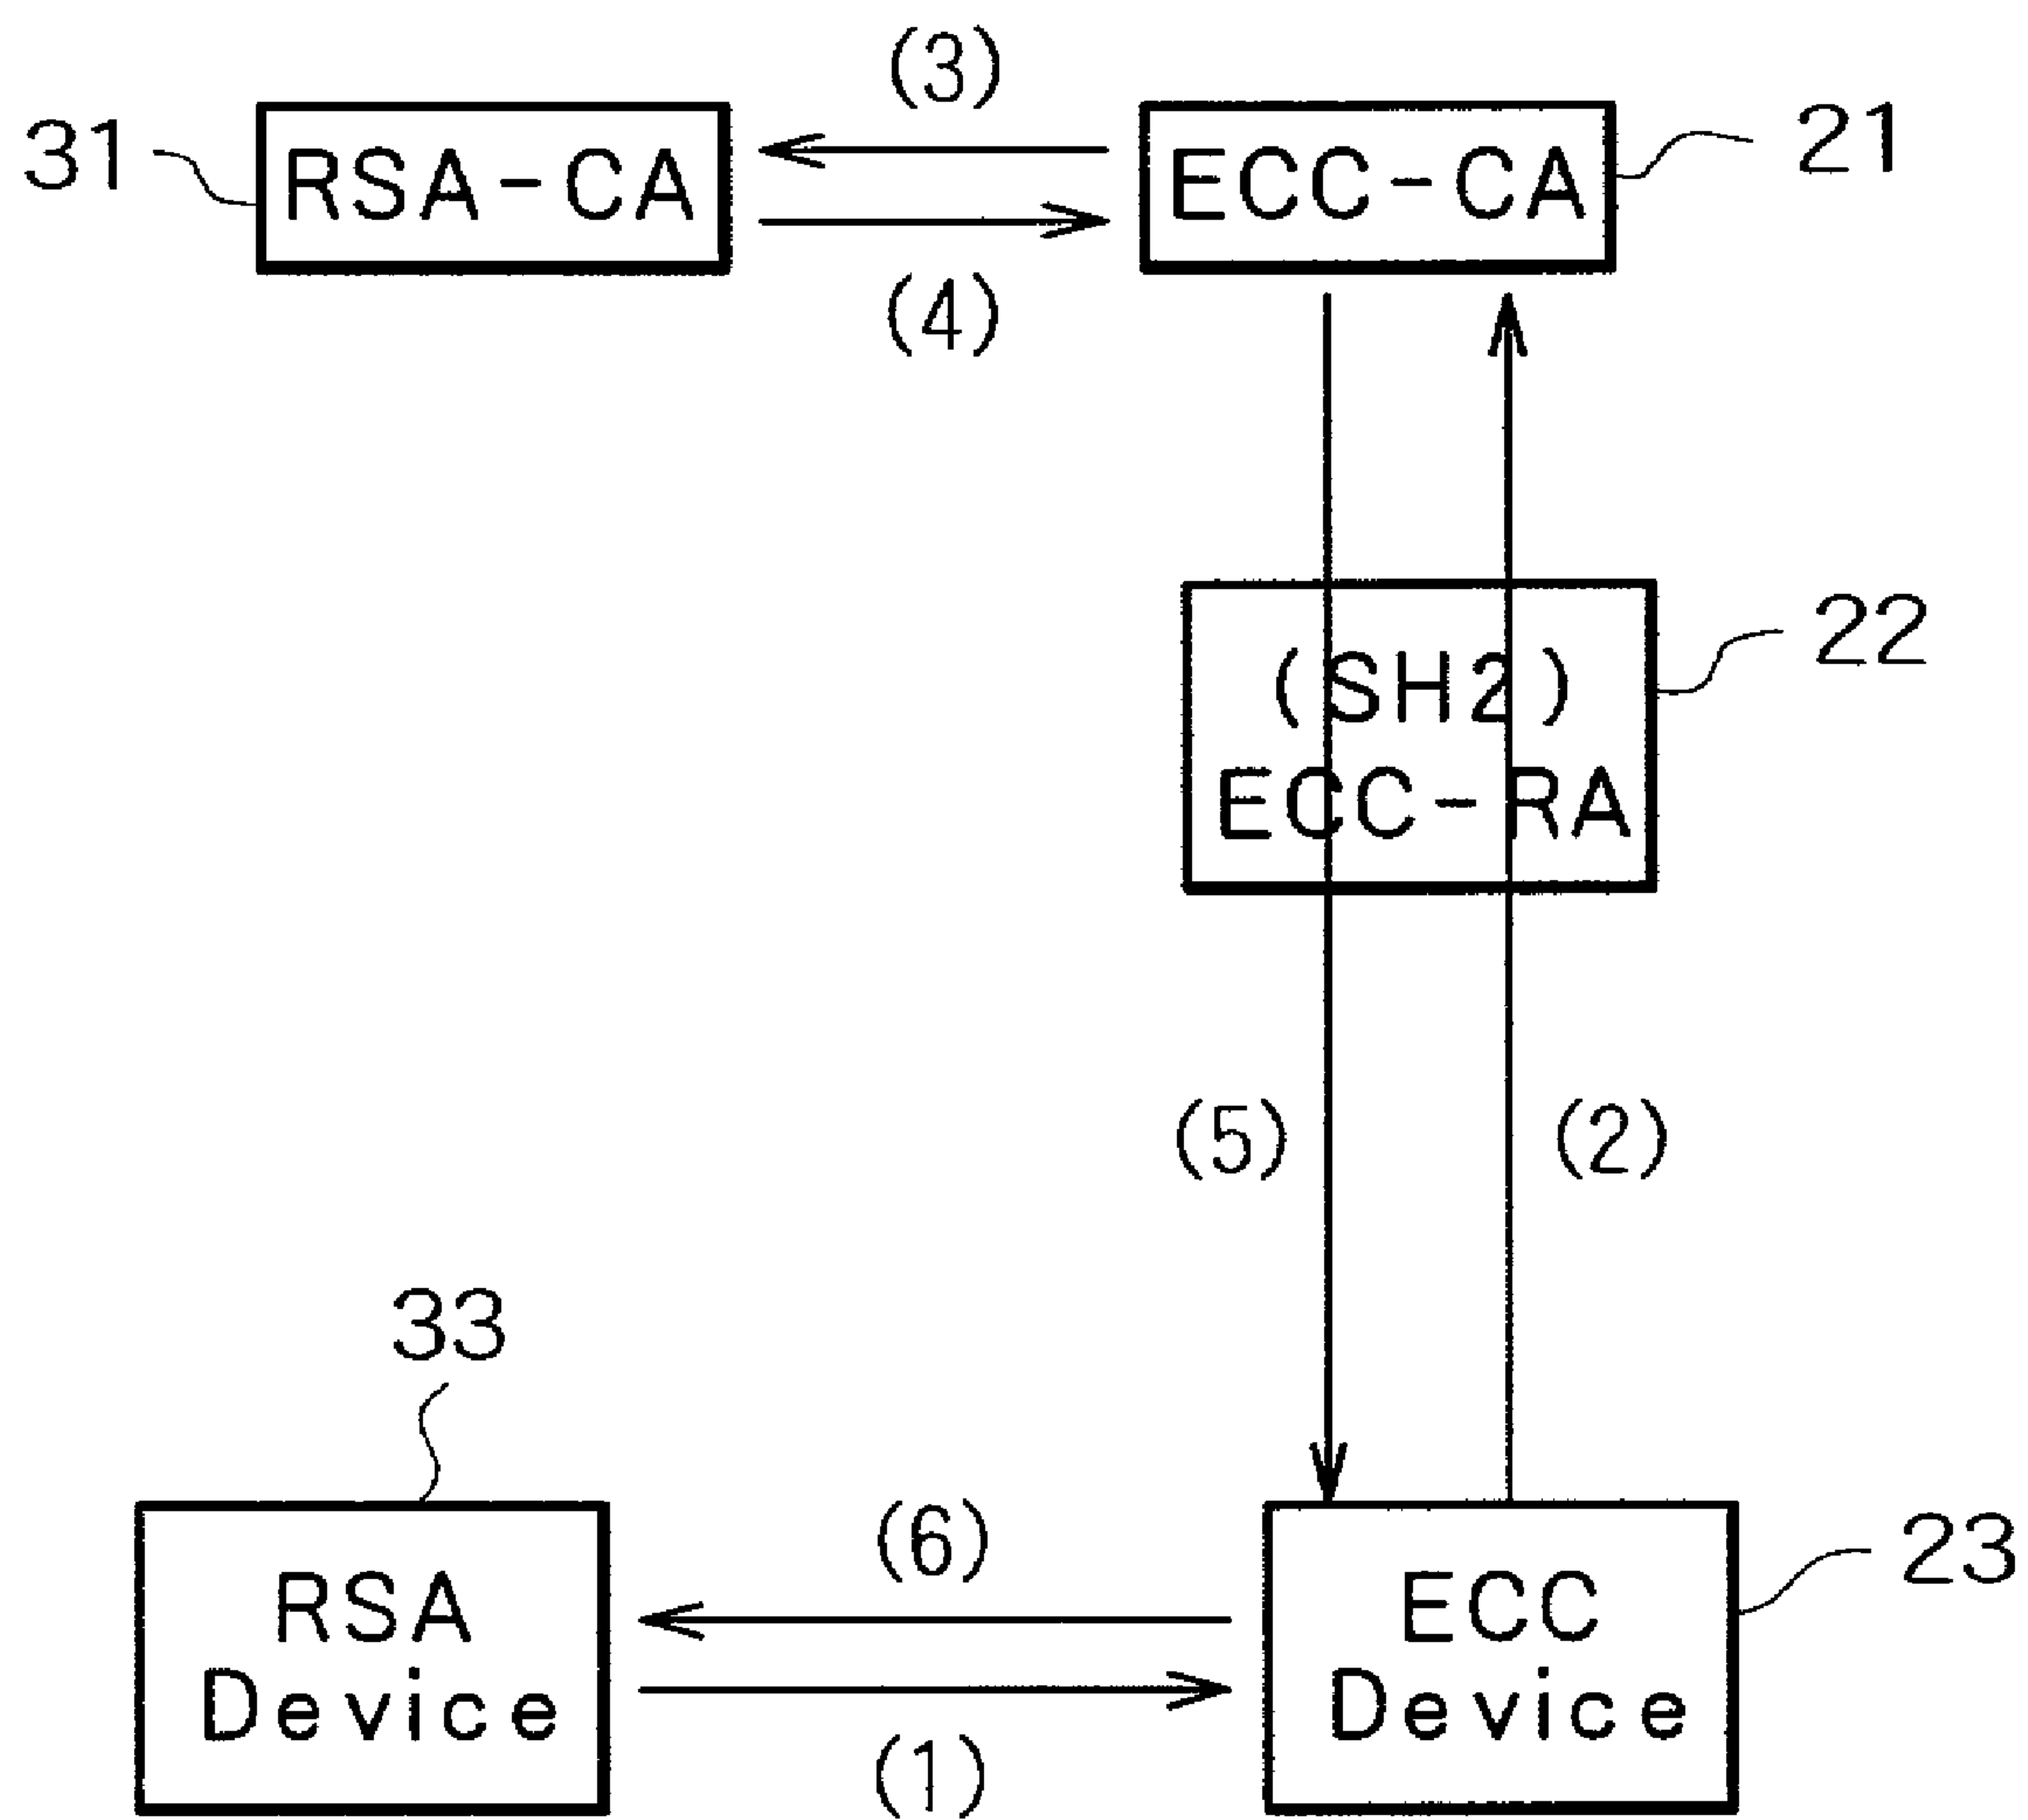 (3)
31
RSA-CA
ECC-CA
21
(4)
(SH2)
ECC-RA
22
(5)
(2)
33
(6)
RSA
Device
ECC
Device
23
(1)